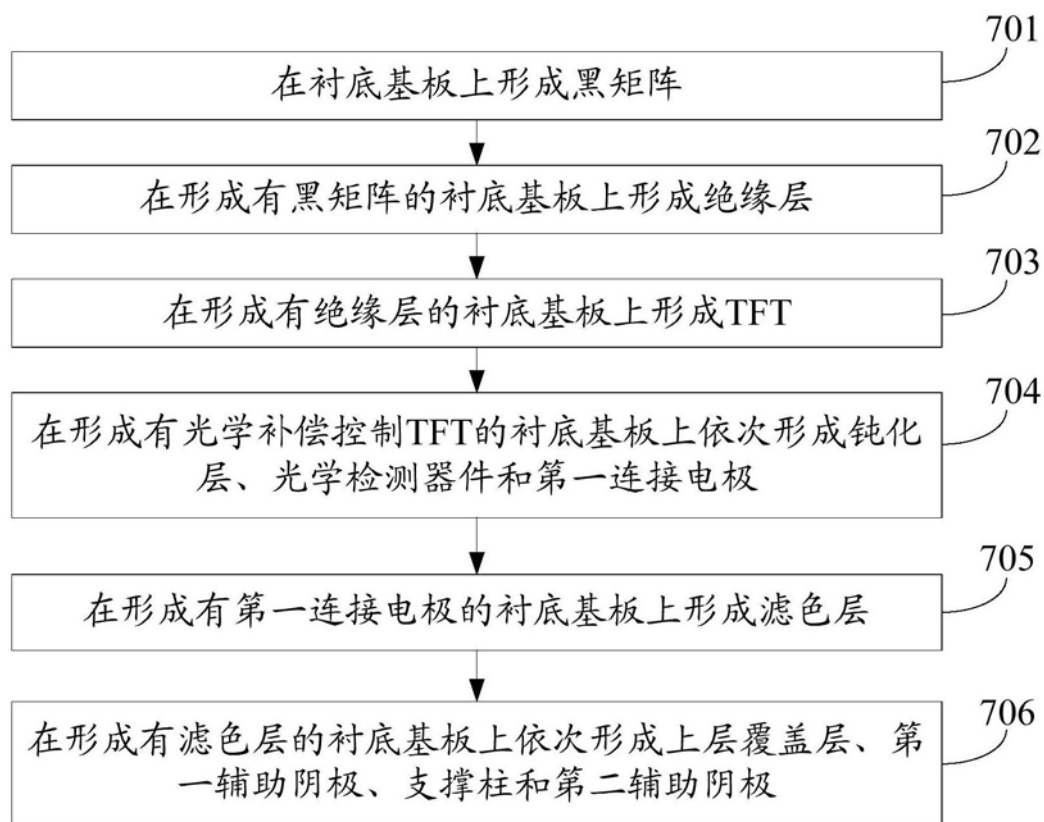 701
在衬底基板上形成黑矩阵
702
在形成有黑矩阵的衬底基板上形成绝缘层
703
在形成有绝缘层的衬底基板上形成TFT
704
在形成有光学补偿控制TFT的衬底基板上依次形成钝化
层、光学检测器件和第一连接电极
705
在形成有第一连接电极的衬底基板上形成滤色层
706
在形成有滤色层的衬底基板上依次形成上层覆盖层、第
一辅助阴极、支撑柱和第二辅助阴极